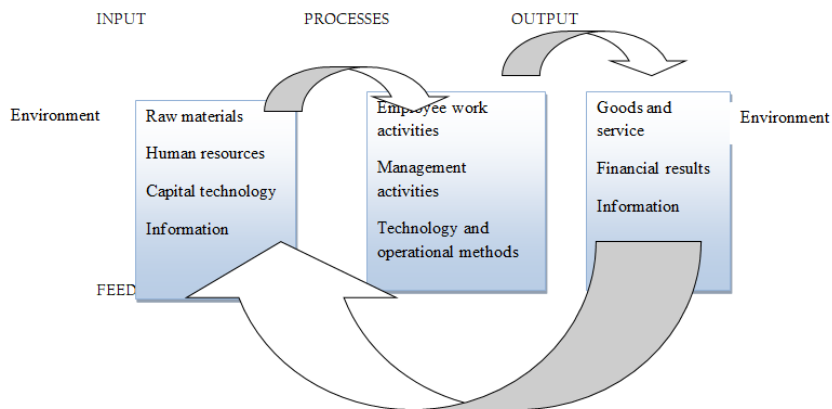 INPUT
PROCESSES
OUTPUT
Environment
Raw materials
Human resources
Capital technology
Information
Employee work
activities
Management
activities
Technology and
operational methods
Goods and
service
Financial results
Information
Environment
FEED